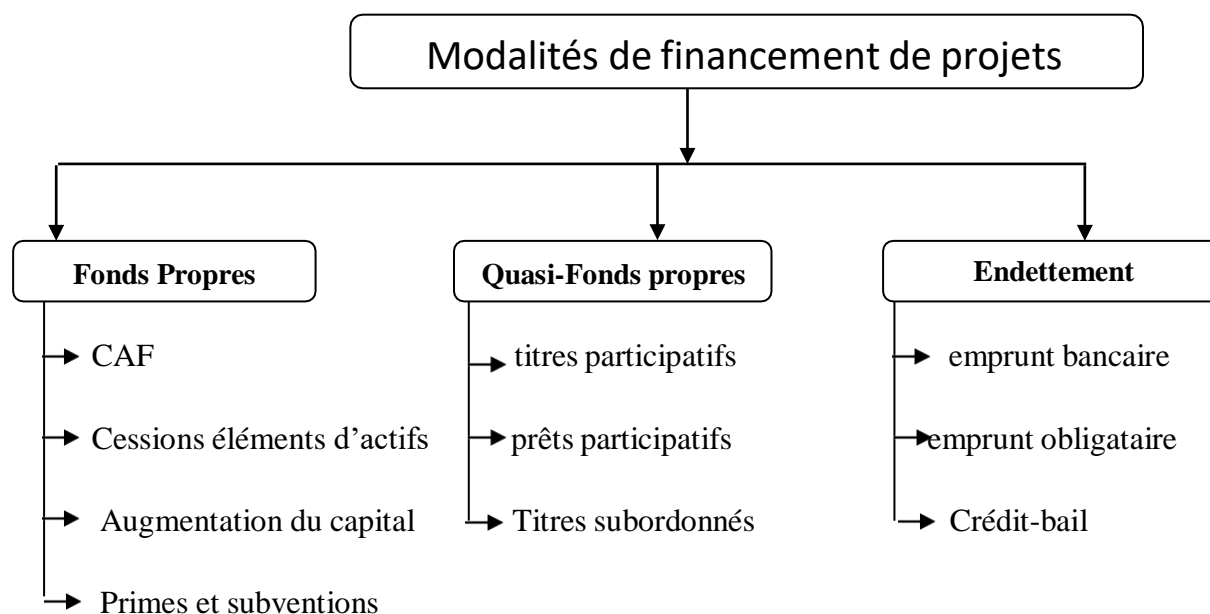 Modalités de financement de projets
Fonds Propres
CAF
Cessions éléments d’actifs
Augmentation du capital
Primes et subventions
Quasi-Fonds propres
titres participatifs
prêts participatifs
Titres subordonnés
Endettement
emprunt bancaire
emprunt obligataire
Crédit-bail